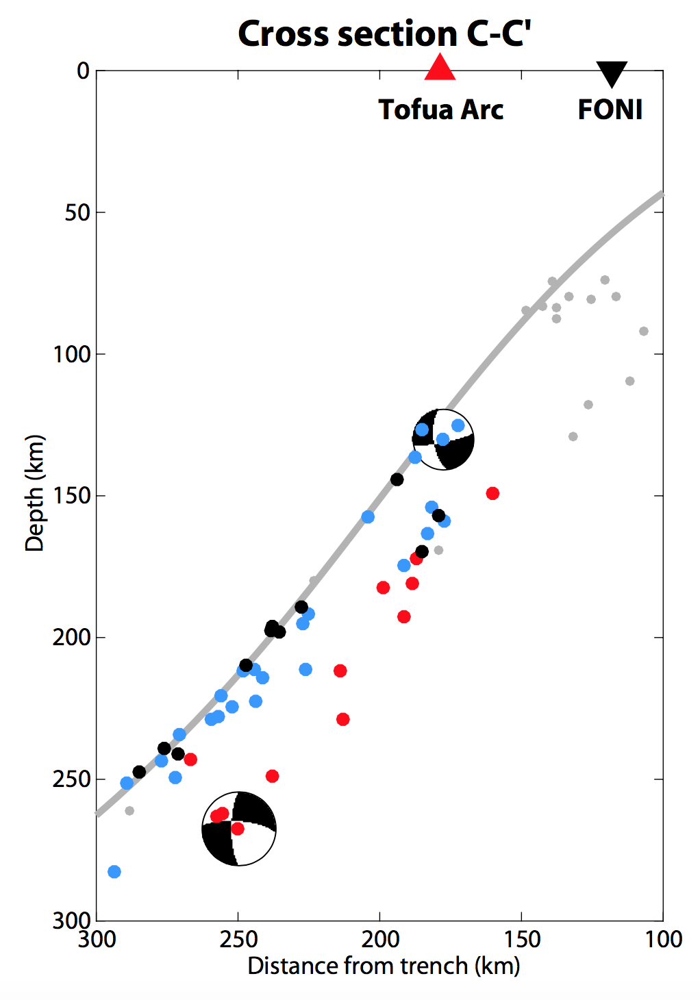 Cross section C-C'
0
Tofua Arc
FONI
50
100
150
200
250
300
Depth (km)
300
250
200
150
100
Distance from trench (km)